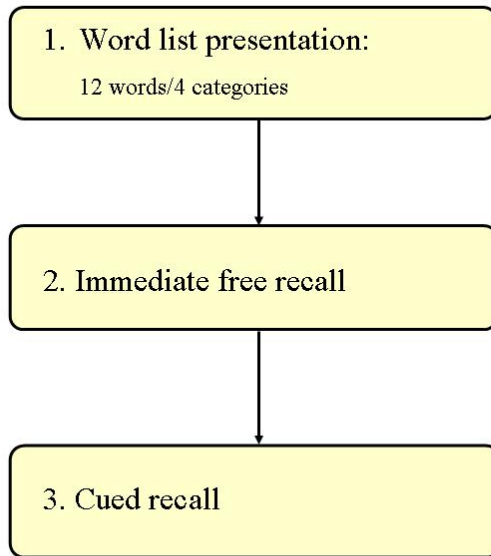 1. Word list presentation:
12 words/4 categories
2. Immediate free recall
3. Cued recall